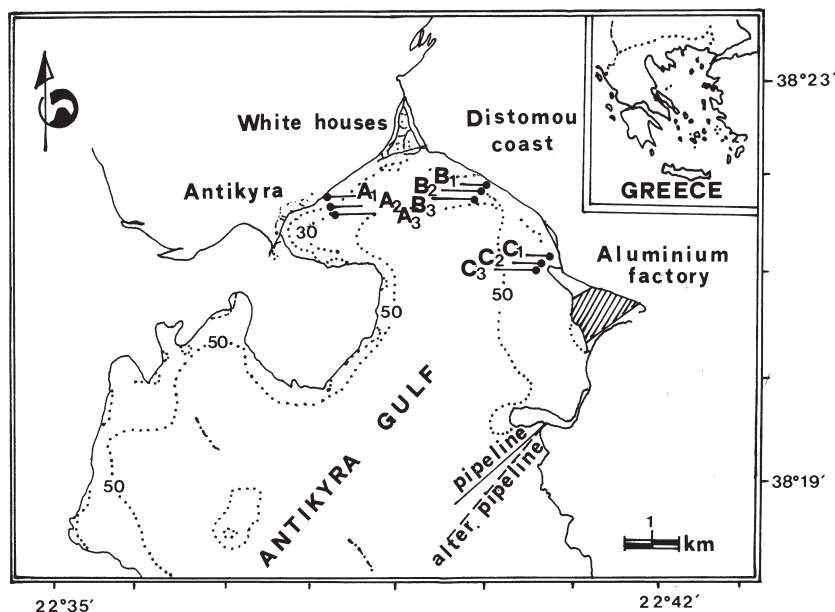 38°23′
White houses
Distomou
coast
GREECE
Antikyra
A1
A2
A3
B1
B2
B3
C1
C2
C3
30
50
50
50
50
Aluminium
factory
ANTIKYRA GULF
pipeline
alter. pipeline
38°19′
1
km
22°35′
22°42′